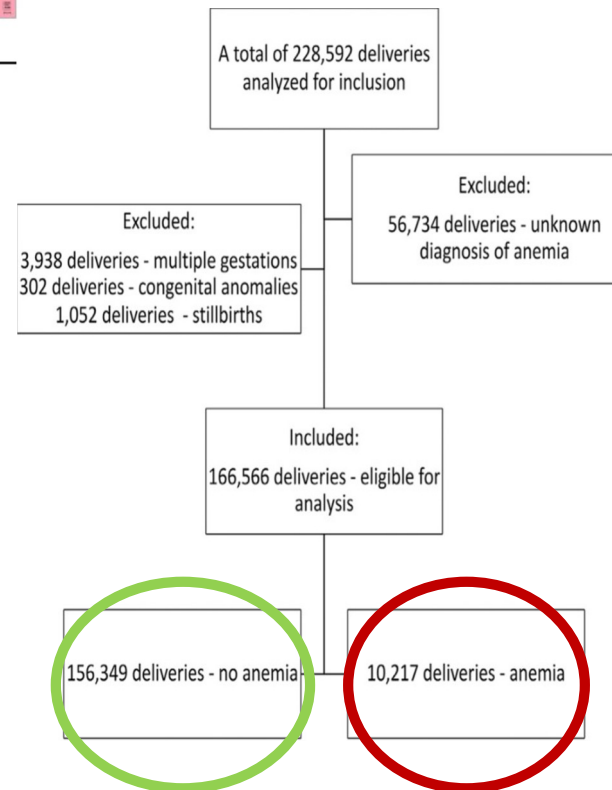 A total of 228,592 deliveries
analyzed for inclusion
Excluded:
56,734 deliveries - unknown
diagnosis of anemia
Excluded:
3,938 deliveries - multiple gestations
302 deliveries - congenital anomalies
1,052 deliveries - stillbirths
Included:
166,566 deliveries - eligible for
analysis
156,349 deliveries - no anemia
10,217 deliveries - anemia